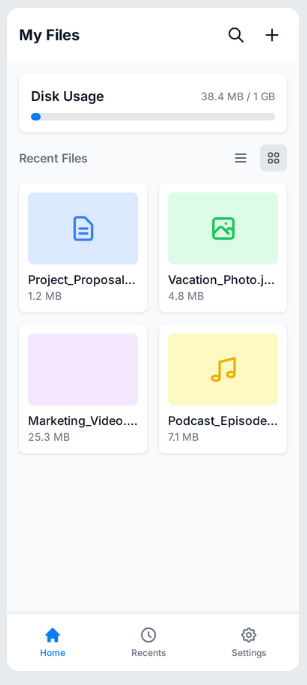 My Files
Disk Usage
38.4 MB / 1 GB
Recent Files
Project_Proposal...
1.2 MB
Vacation_Photo.j...
4.8 MB
Marketing_Video....
25.3 MB
Podcast_Episode...
7.1 MB
Home
Recents
Settings